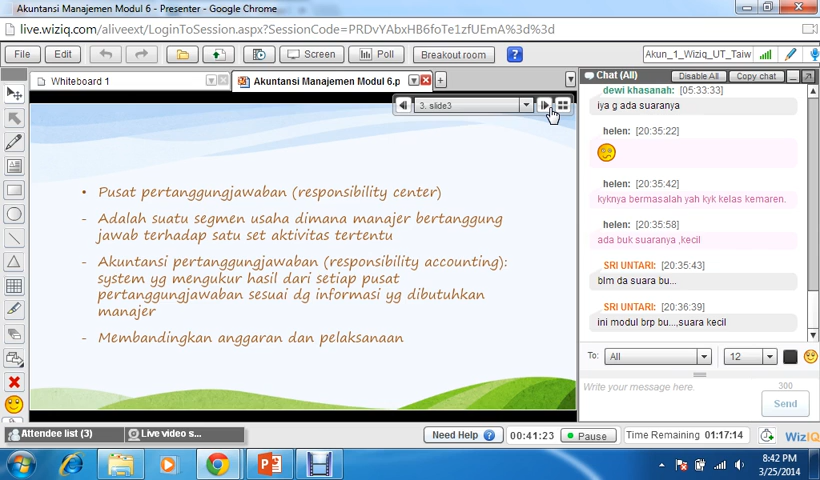 Akuntansi Manajemen Modul 6 - Presenter - Google Chrome
live.wiziq.com/aliveext/LoginToSession.aspx?SessionCode=PRDvYAbxHB6foTe1zfUEmA%3d%3d
File
Edit
Screen
Poll
Breakout room
?
Akun_1_Wiziq_UT_Taiw
Whiteboard 1
Akuntansi Manajemen Modul 6.p
3. slide3
• Pusat pertanggungjawaban (responsibility center)
- Adalah suatu segmen usaha dimana manajer bertanggung
jawab terhadap satu set aktivitas tertentu
- Akuntansi pertanggungjawaban (responsibility accounting):
system yg mengukur hasil dari setiap pusat
pertanggungjawaban sesuai dg informasi yg dibutuhkan
manajer
- Membandingkan anggaran dan pelaksanaan
Chat (All)
Disable All
Copy chat
dewi khasanah: [05:33:33]
iya g ada suaranya
helen: [20:35:22]
helen: [20:35:42]
kyknya bermasalah yah kyk kelas kemaren.
helen: [20:35:58]
ada buk suaranya ,kecil
SRI UNTARI: [20:35:43]
blm da suara bu...
SRI UNTARI: [20:36:39]
ini modul brp bu...,suara kecil
To:
All
12
Write your message here.
300
Send
Attendee list (3)
Live video s...
Need Help ?
00:41:23
Pause
Time Remaining 01:17:14
WizIQ
8:42 PM
3/25/2014